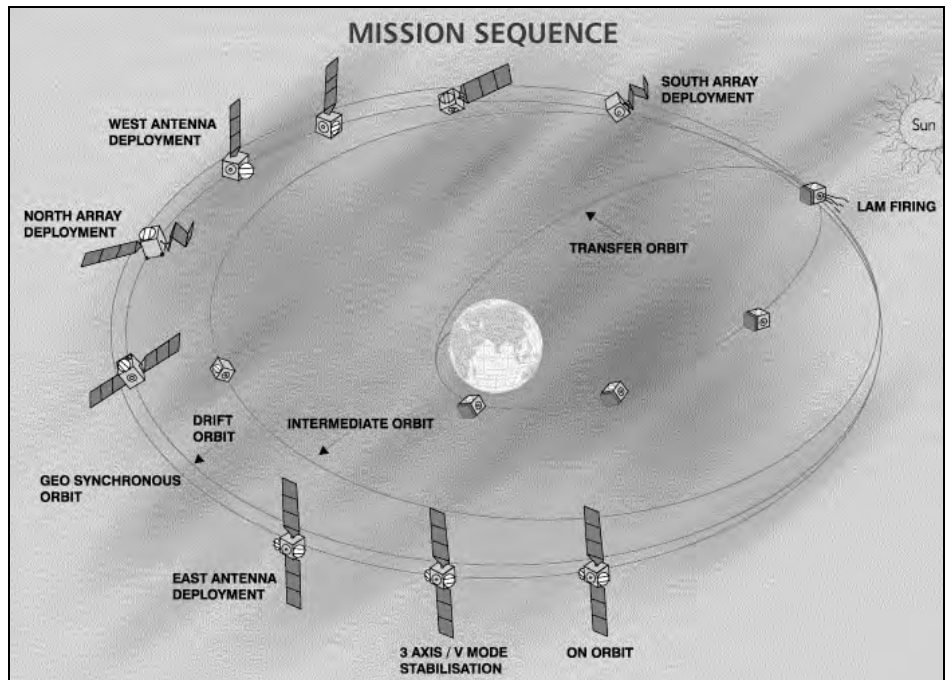 MISSION SEQUENCE
SOUTH ARRAY
DEPLOYMENT
WEST ANTENNA
DEPLOYMENT
Sun
LAM FIRING
NORTH ARRAY
DEPLOYMENT
TRANSFER ORBIT
DRIFT
ORBIT
INTERMEDIATE ORBIT
GEO SYNCHRONOUS
ORBIT
EAST ANTENNA
DEPLOYMENT
3 AXIS / V MODE
STABILISATION
ON ORBIT